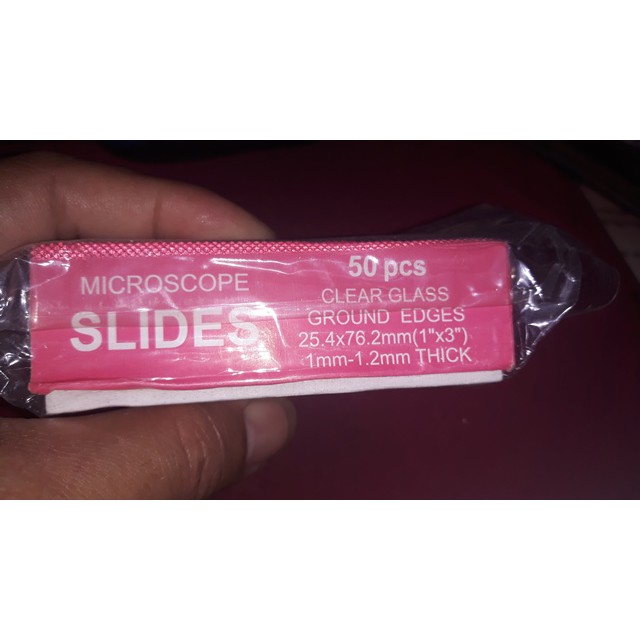 MICROSCOPE
SLIDES
50 pcs
CLEAR GLASS
GROUND EDGES
25.4x76.2mm(1"x3")
1mm-1.2mm THICK